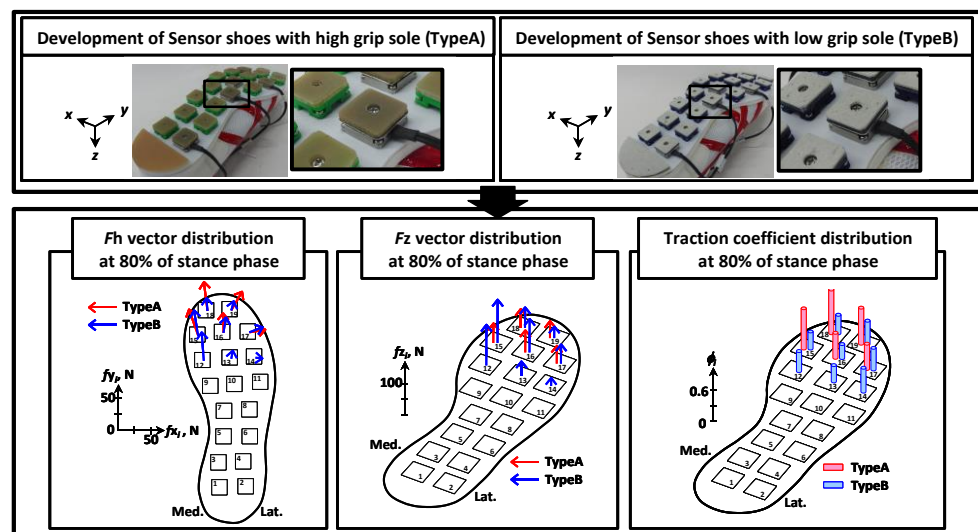 Development of Sensor shoes with high grip sole (TypeA)
Development of Sensor shoes with low grip sole (TypeB)
x
y
z
x
y
z
Fh vector distribution
at 80% of stance phase
Fz vector distribution
at 80% of stance phase
Traction coefficient distribution
at 80% of stance phase
TypeA
TypeB
fyi, N
50
0
50
fxi, N
18
19
15
16
17
12
13
14
9
10
11
7
8
5
6
3
4
1
2
Med.
Lat.
fzi, N
100
18
19
15
16
17
12
13
14
9
10
11
7
8
5
6
3
4
1
2
Med.
Lat.
TypeA
TypeB
0.6
0
18
19
15
16
17
12
13
14
9
10
11
7
8
5
6
3
4
1
2
Med.
Lat.
TypeA
TypeB